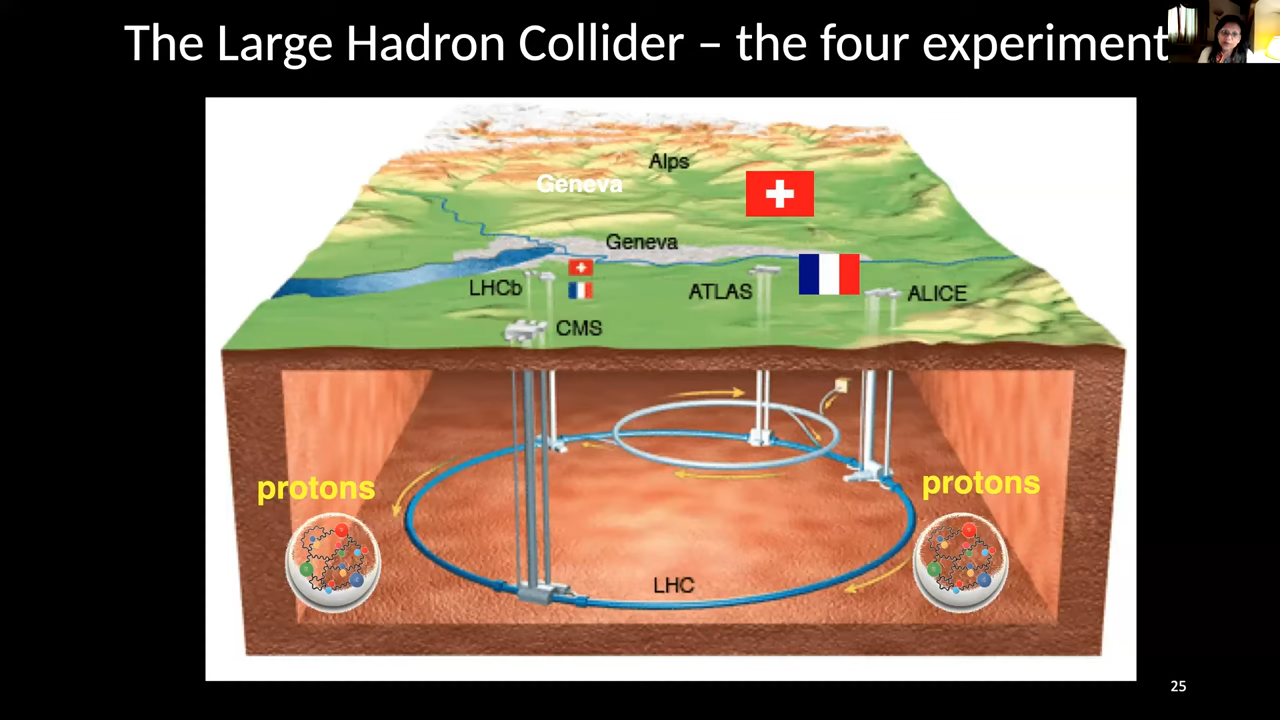 The Large Hadron Collider – the four experiment
Alps
Geneva
Geneva
LHCb
ATLAS
ALICE
CMS
protons
protons
LHC
25